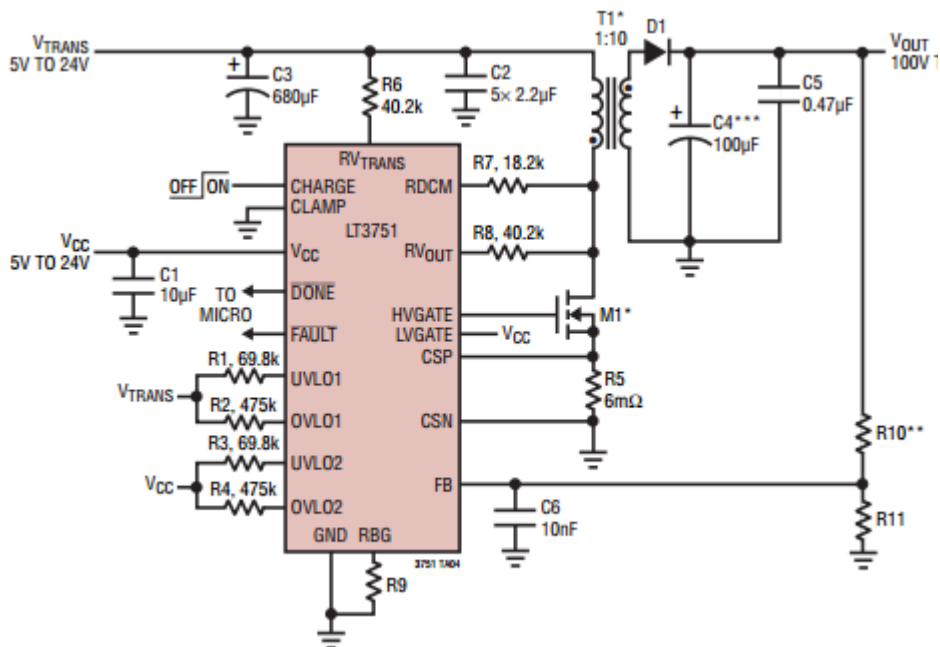 VTRANS
5V TO 24V
C3
680µF
R6
40.2k
C2
5× 2.2µF
T1*
1:10
D1
VOUT
100V T
C4***
100µF
C5
0.47µF
RVTRANS
OFF ON
CHARGE
CLAMP
LT3751
RDCM
R7, 18.2k
VCC
5V TO 24V
C1
10µF
VCC
RVOUT
R8, 40.2k
TO
MICRO
DONE
FAULT
HVGATE
LVGATE
VCC
M1*
CSP
R5
6mΩ
CSN
VTRANS
R1, 69.8k
UVLO1
R2, 475k
OVLO1
VCC
R3, 69.8k
UVLO2
R4, 475k
OVLO2
FB
C6
10nF
R10**
R11
GND
RBG
3751 TA04
R9